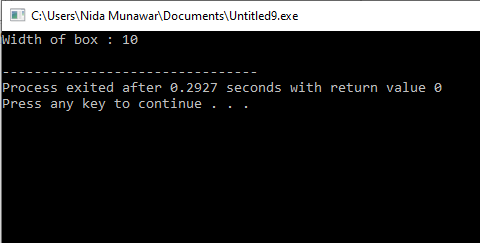 C:\Users\Nida Munawar\Documents\Untitled9.exe
Width of box : 10
--------------------------------
Process exited after 0.2927 seconds with return value 0
Press any key to continue . . .